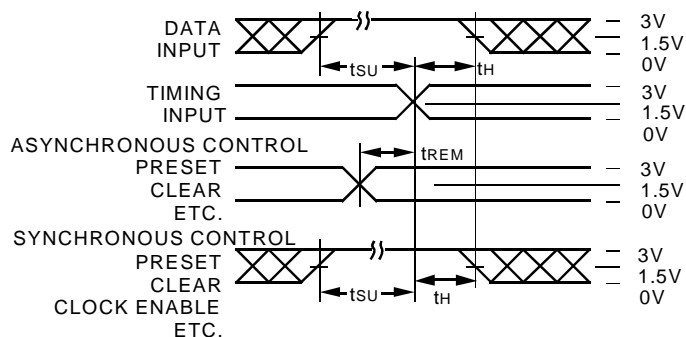 DATA
INPUT
3V
1.5V
0V
tSU
tH
TIMING
INPUT
3V
1.5V
0V
ASYNCHRONOUS CONTROL
PRESET
CLEAR
ETC.
tREM
3V
1.5V
0V
SYNCHRONOUS CONTROL
PRESET
CLEAR
CLOCK ENABLE
ETC.
tSU
tH
3V
1.5V
0V